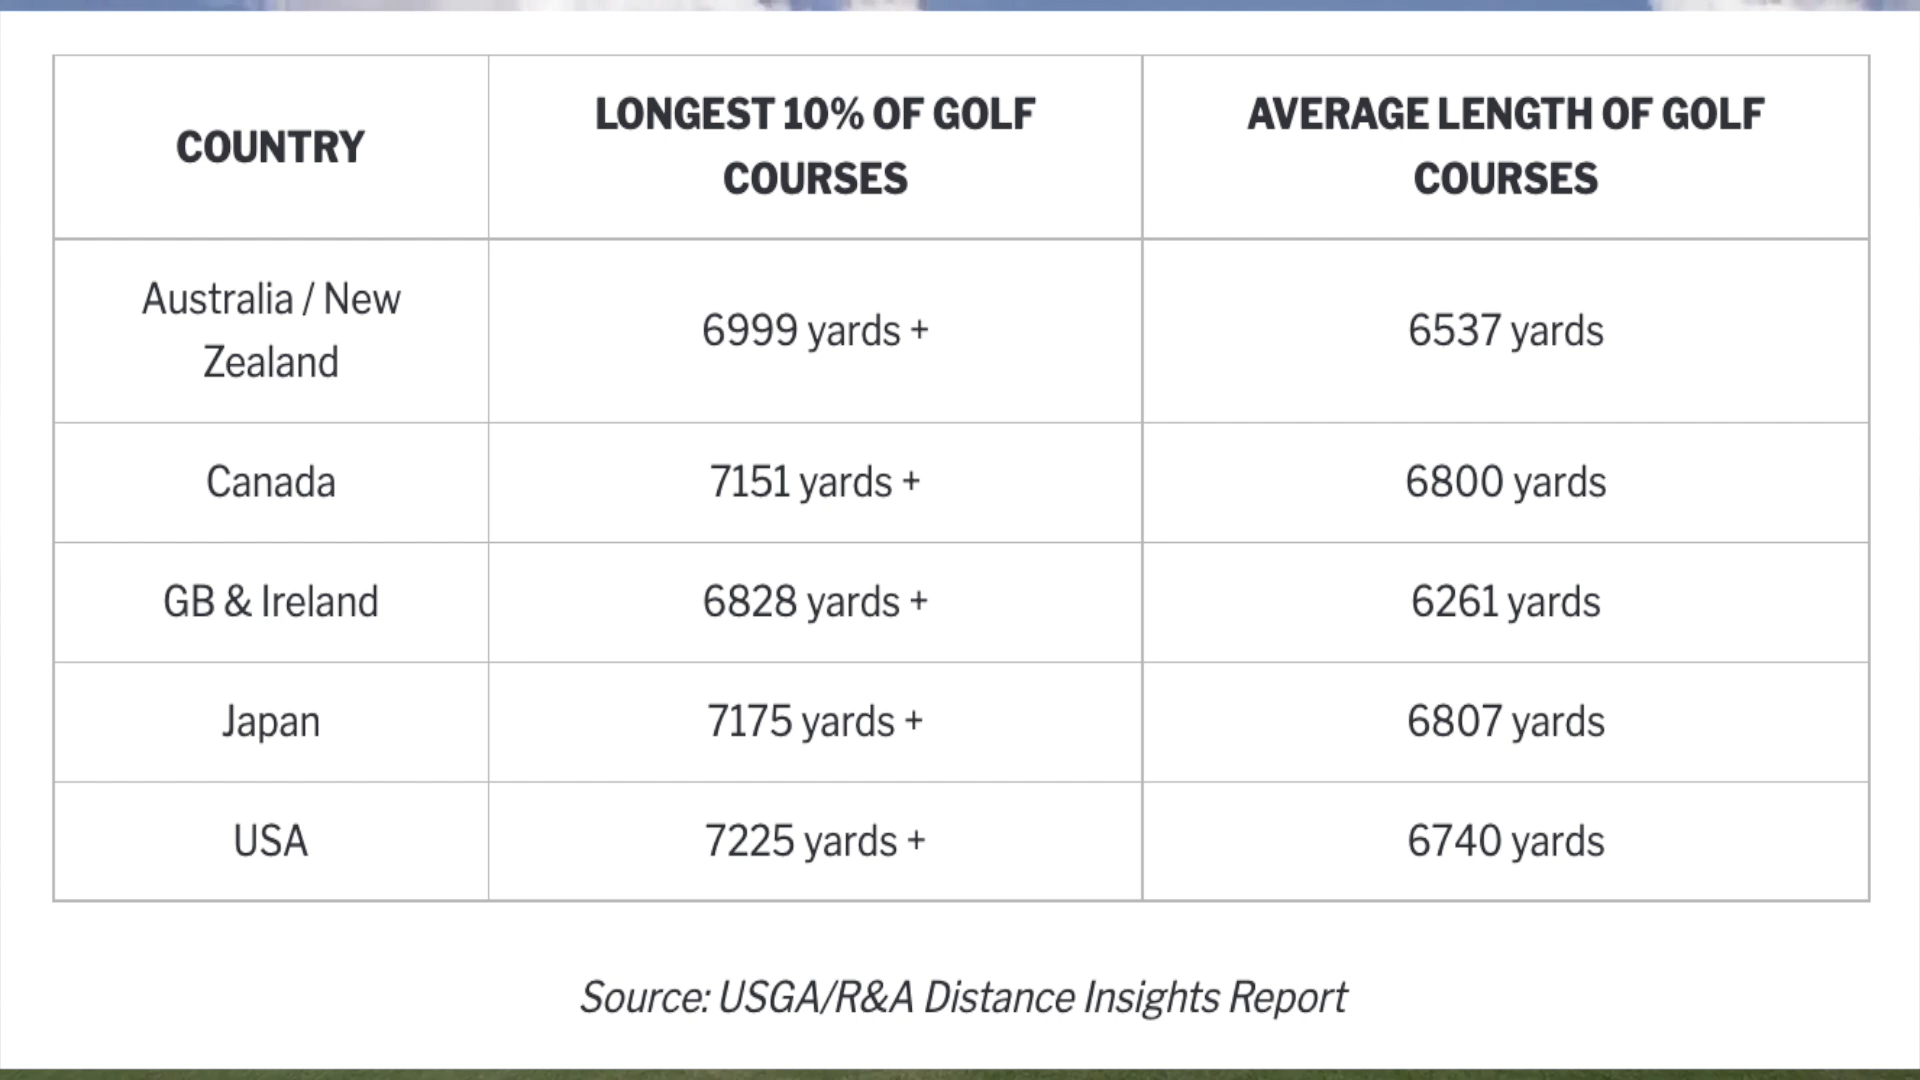 COUNTRY
LONGEST 10% OF GOLF
COURSES
AVERAGE LENGTH OF GOLF
COURSES
Australia / New
Zealand
6999 yards +
6537 yards
Canada
7151 yards +
6800 yards
GB & Ireland
6828 yards +
6261 yards
Japan
7175 yards +
6807 yards
USA
7225 yards +
6740 yards
Source: USGA/R&A Distance Insights Report